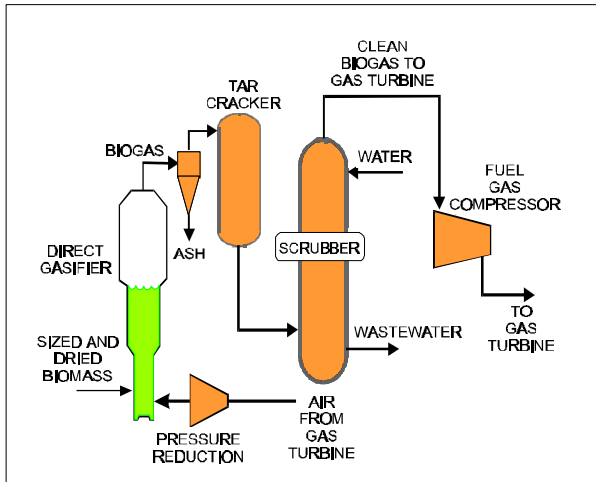 CLEAN
BIOGAS TO
GAS TURBINE
TAR
CRACKER
BIOGAS
WATER
FUEL
GAS
COMPRESSOR
ASH
DIRECT
GASIFIER
SCRUBBER
TO
GAS
TURBINE
WASTEWATER
SIZED AND
DRIED
BIOMASS
AIR
FROM
GAS
TURBINE
PRESSURE
REDUCTION